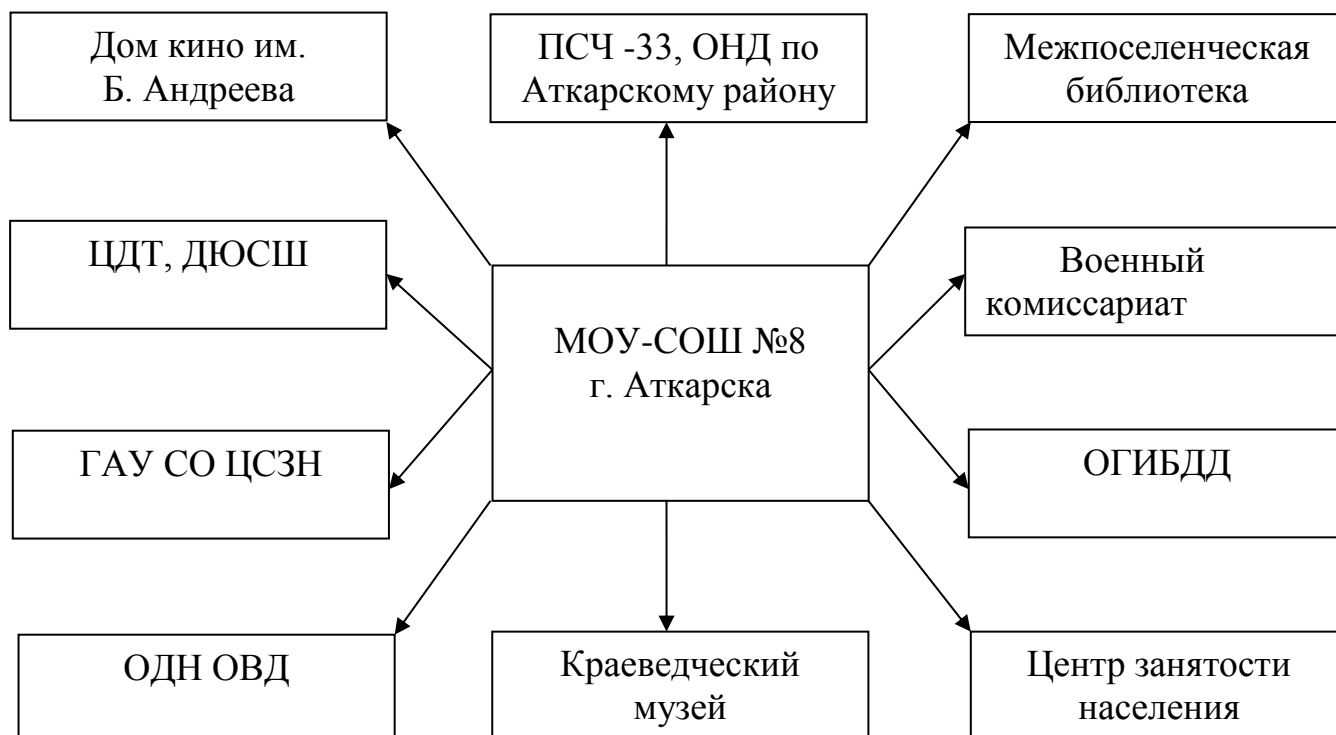 Дом кино им.
Б. Андреева
ПСЧ -33, ОНД по
Аткарскому району
Межпоселенческая
библиотека
ЦДТ, ДЮСШ
Военный
комиссариат
МОУ-СОШ №8
г. Аткарска
ГАУ СО ЦСЗН
ОГИБДД
ОДН ОВД
Краеведческий
музей
Центр занятости
населения